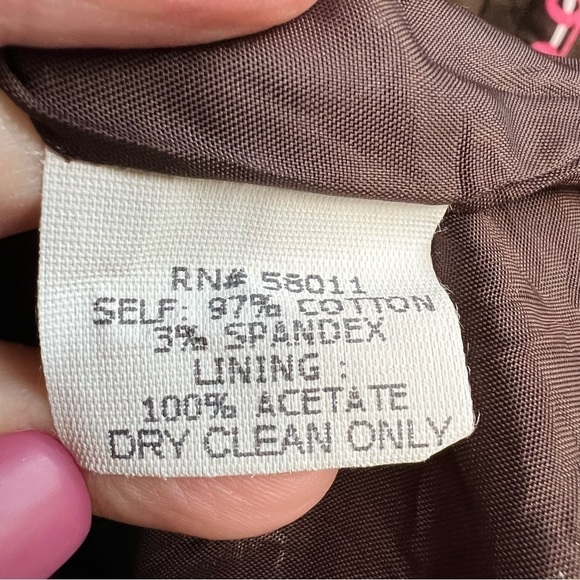 RN# 58011
SELF: 97% COTTON
3% SPANDEX
LINING :
100% ACETATE
DRY CLEAN ONLY